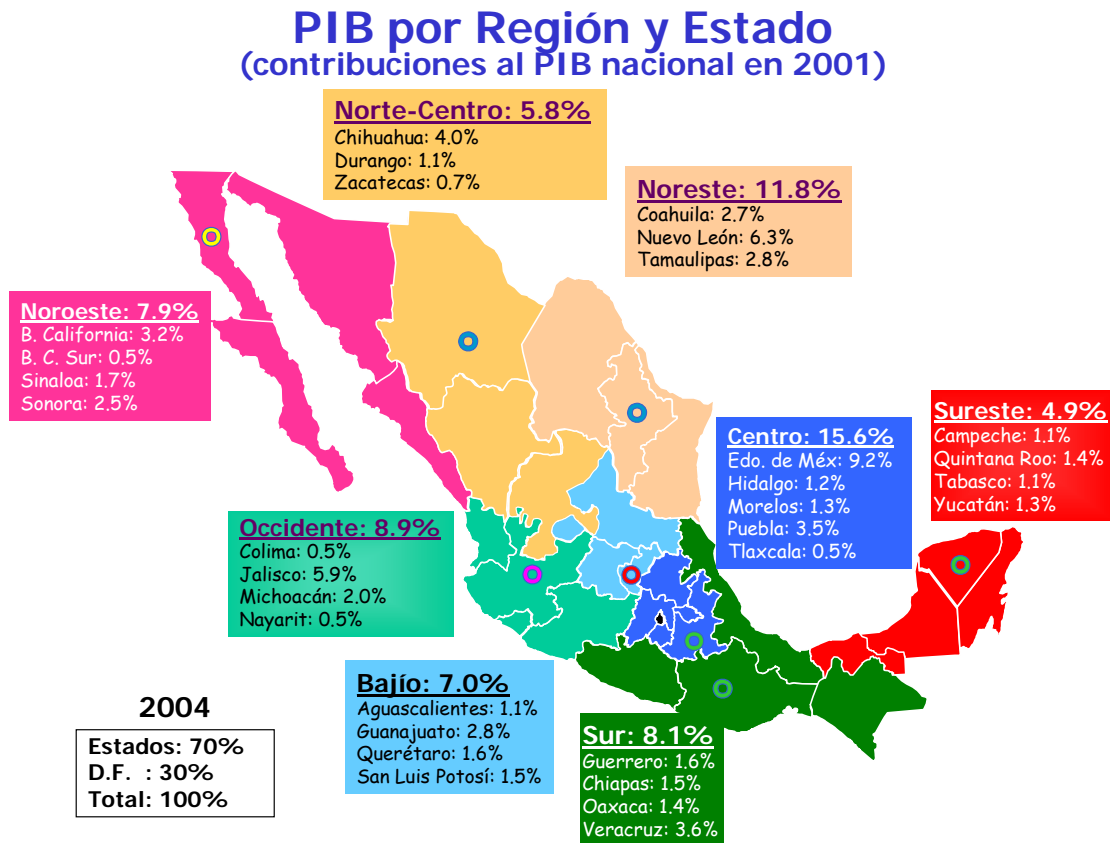 PIB por Región y Estado
(contribuciones al PIB nacional en 2001)
Norte-Centro: 5.8%
Chihuahua: 4.0%
Durango: 1.1%
Zacatecas: 0.7%
Noreste: 11.8%
Coahuila: 2.7%
Nuevo León: 6.3%
Tamaulipas: 2.8%
Noroeste: 7.9%
B. California: 3.2%
B. C. Sur: 0.5%
Sinaloa: 1.7%
Sonora: 2.5%
Sureste: 4.9%
Campeche: 1.1%
Quintana Roo: 1.4%
Tabasco: 1.1%
Yucatán: 1.3%
Centro: 15.6%
Edo. de Méx: 9.2%
Hidalgo: 1.2%
Morelos: 1.3%
Puebla: 3.5%
Tlaxcala: 0.5%
Occidente: 8.9%
Colima: 0.5%
Jalisco: 5.9%
Michoacán: 2.0%
Nayarit: 0.5%
Bajío: 7.0%
Aguascalientes: 1.1%
Guanajuato: 2.8%
Querétaro: 1.6%
San Luis Potosí: 1.5%
Sur: 8.1%
Guerrero: 1.6%
Chiapas: 1.5%
Oaxaca: 1.4%
Veracruz: 3.6%
2004
Estados: 70%
D.F. : 30%
Total: 100%